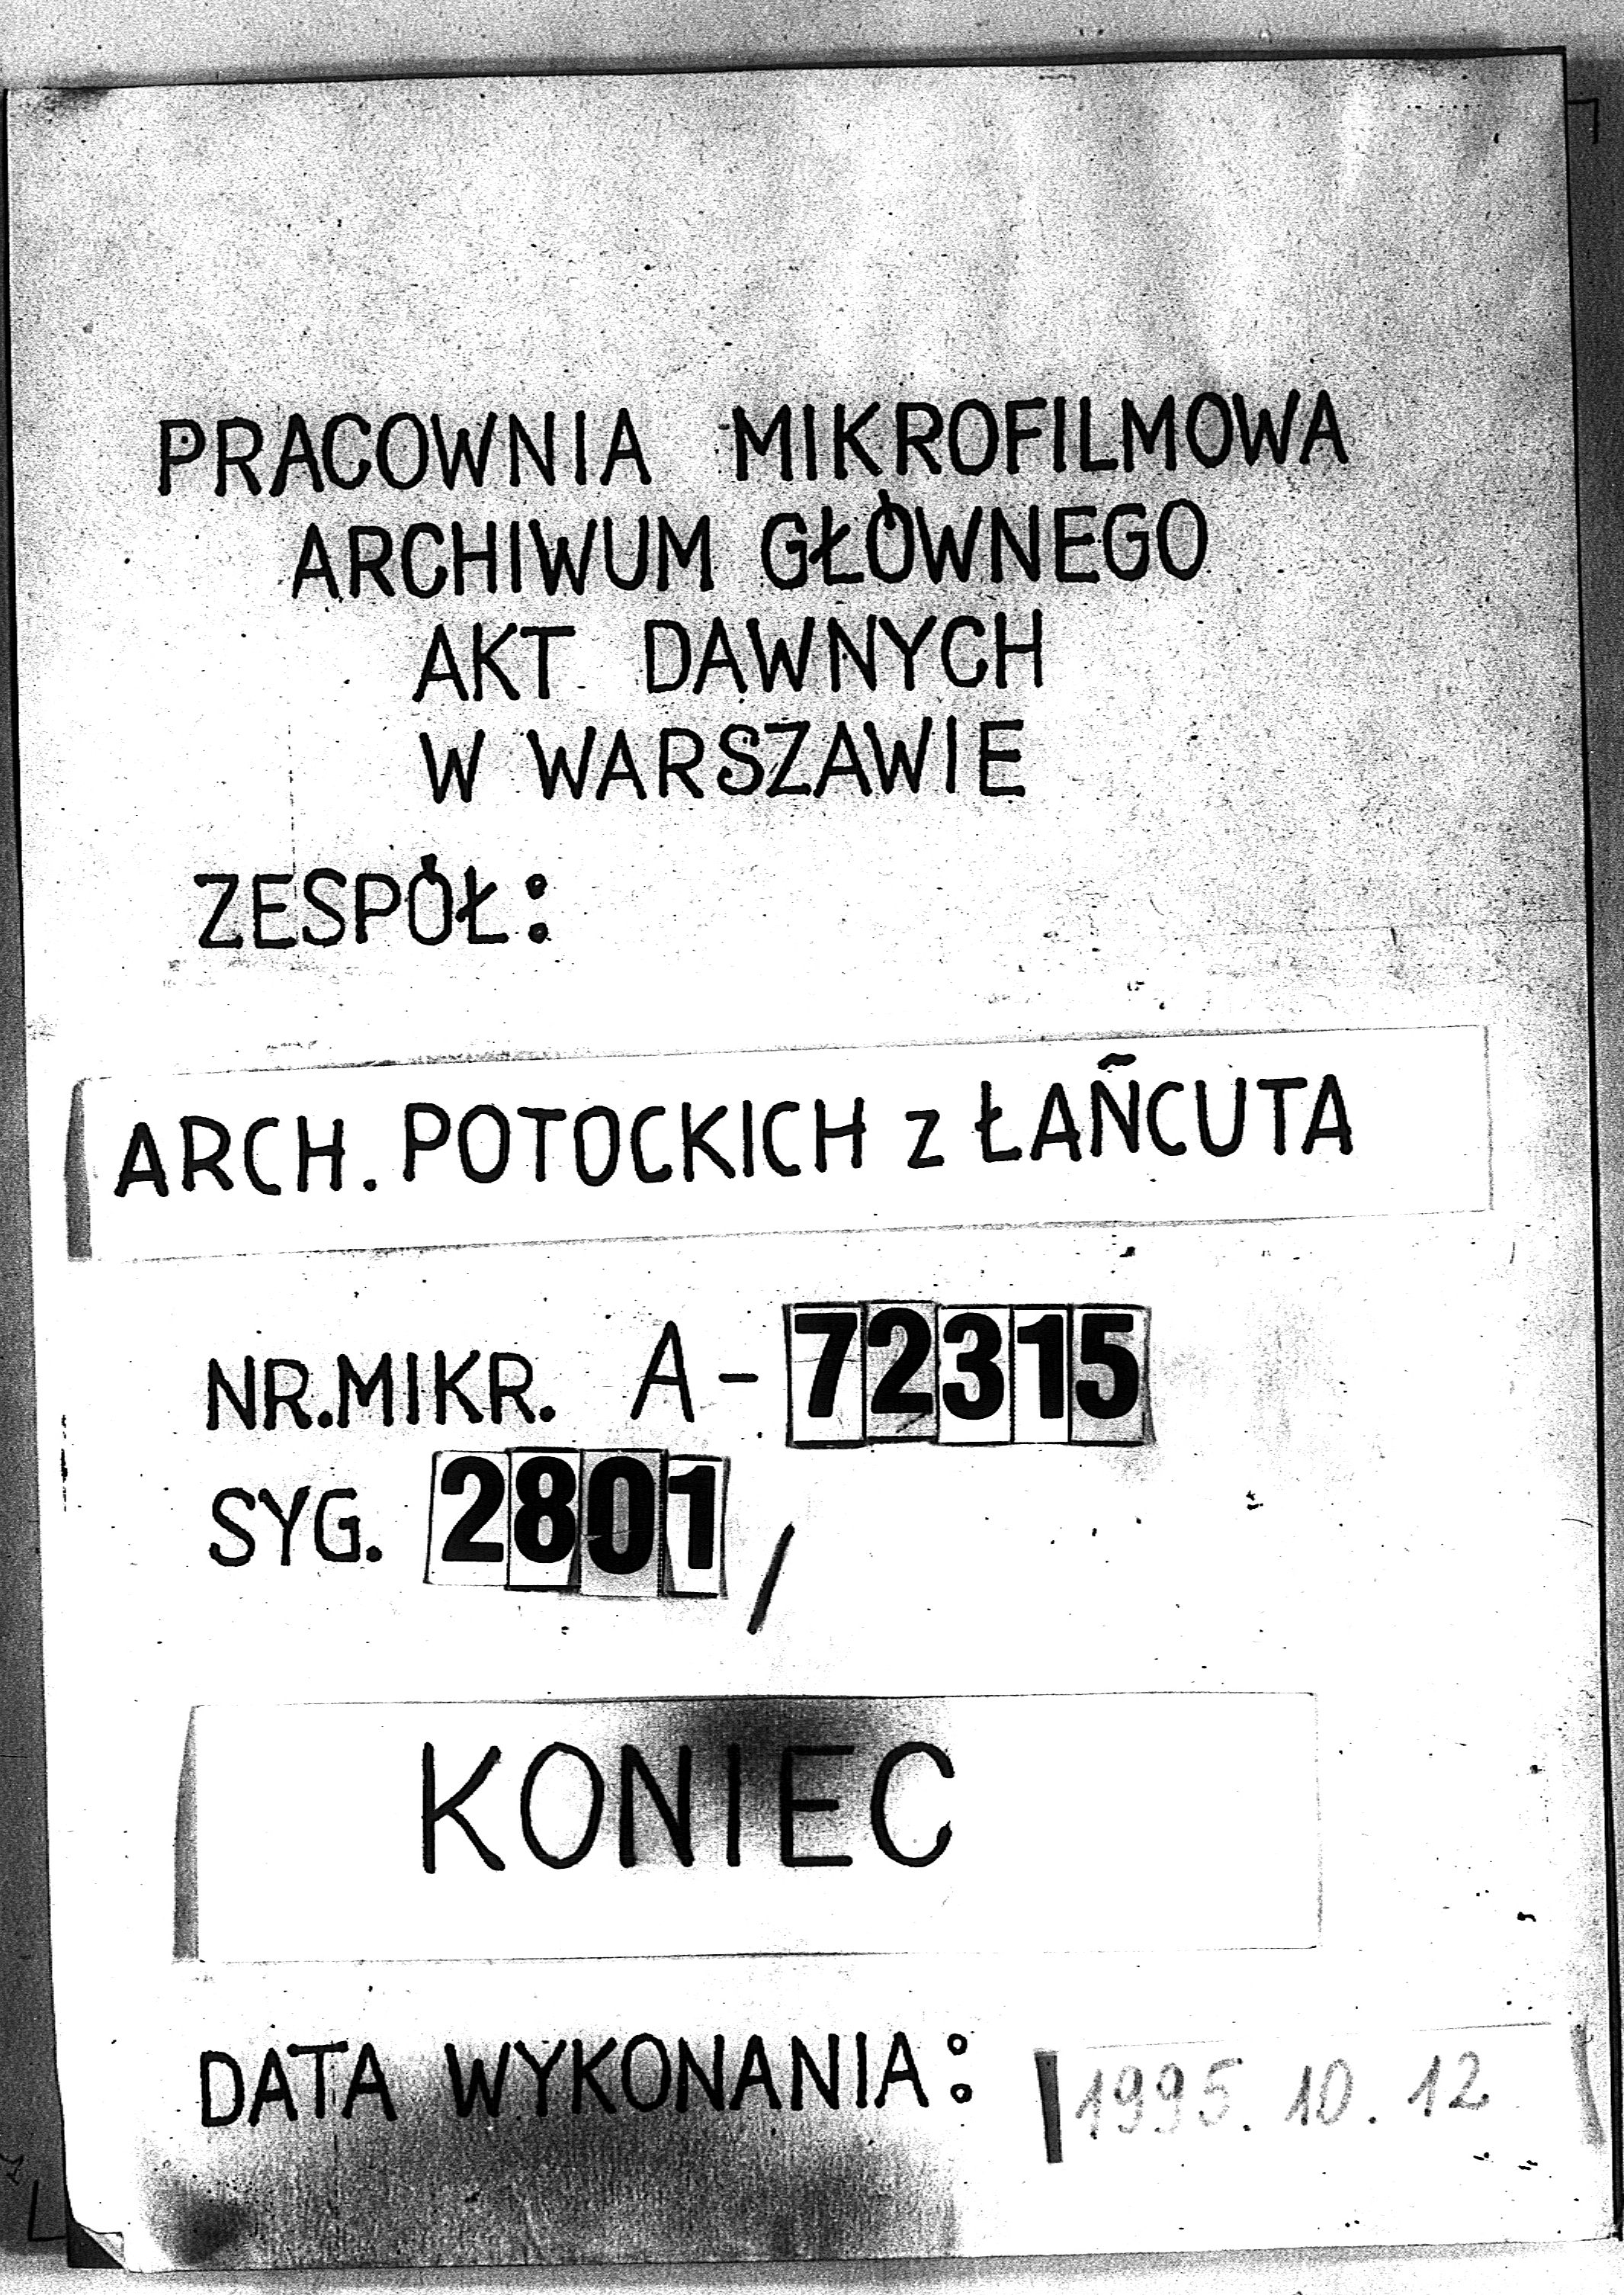 PRACOWNIA MIKROFILMOWA
ARCHIWUM GŁÓWNEGO
AKT DAWNYCH
W WARSZAWIE
ZESPÓŁ:
ARCH. POTOCKICH z ŁAŃCUTA
NR.MIKR. A-72315
SYG. 2801/
KONIEC
DATA WYKONANIA: 1995.10.12